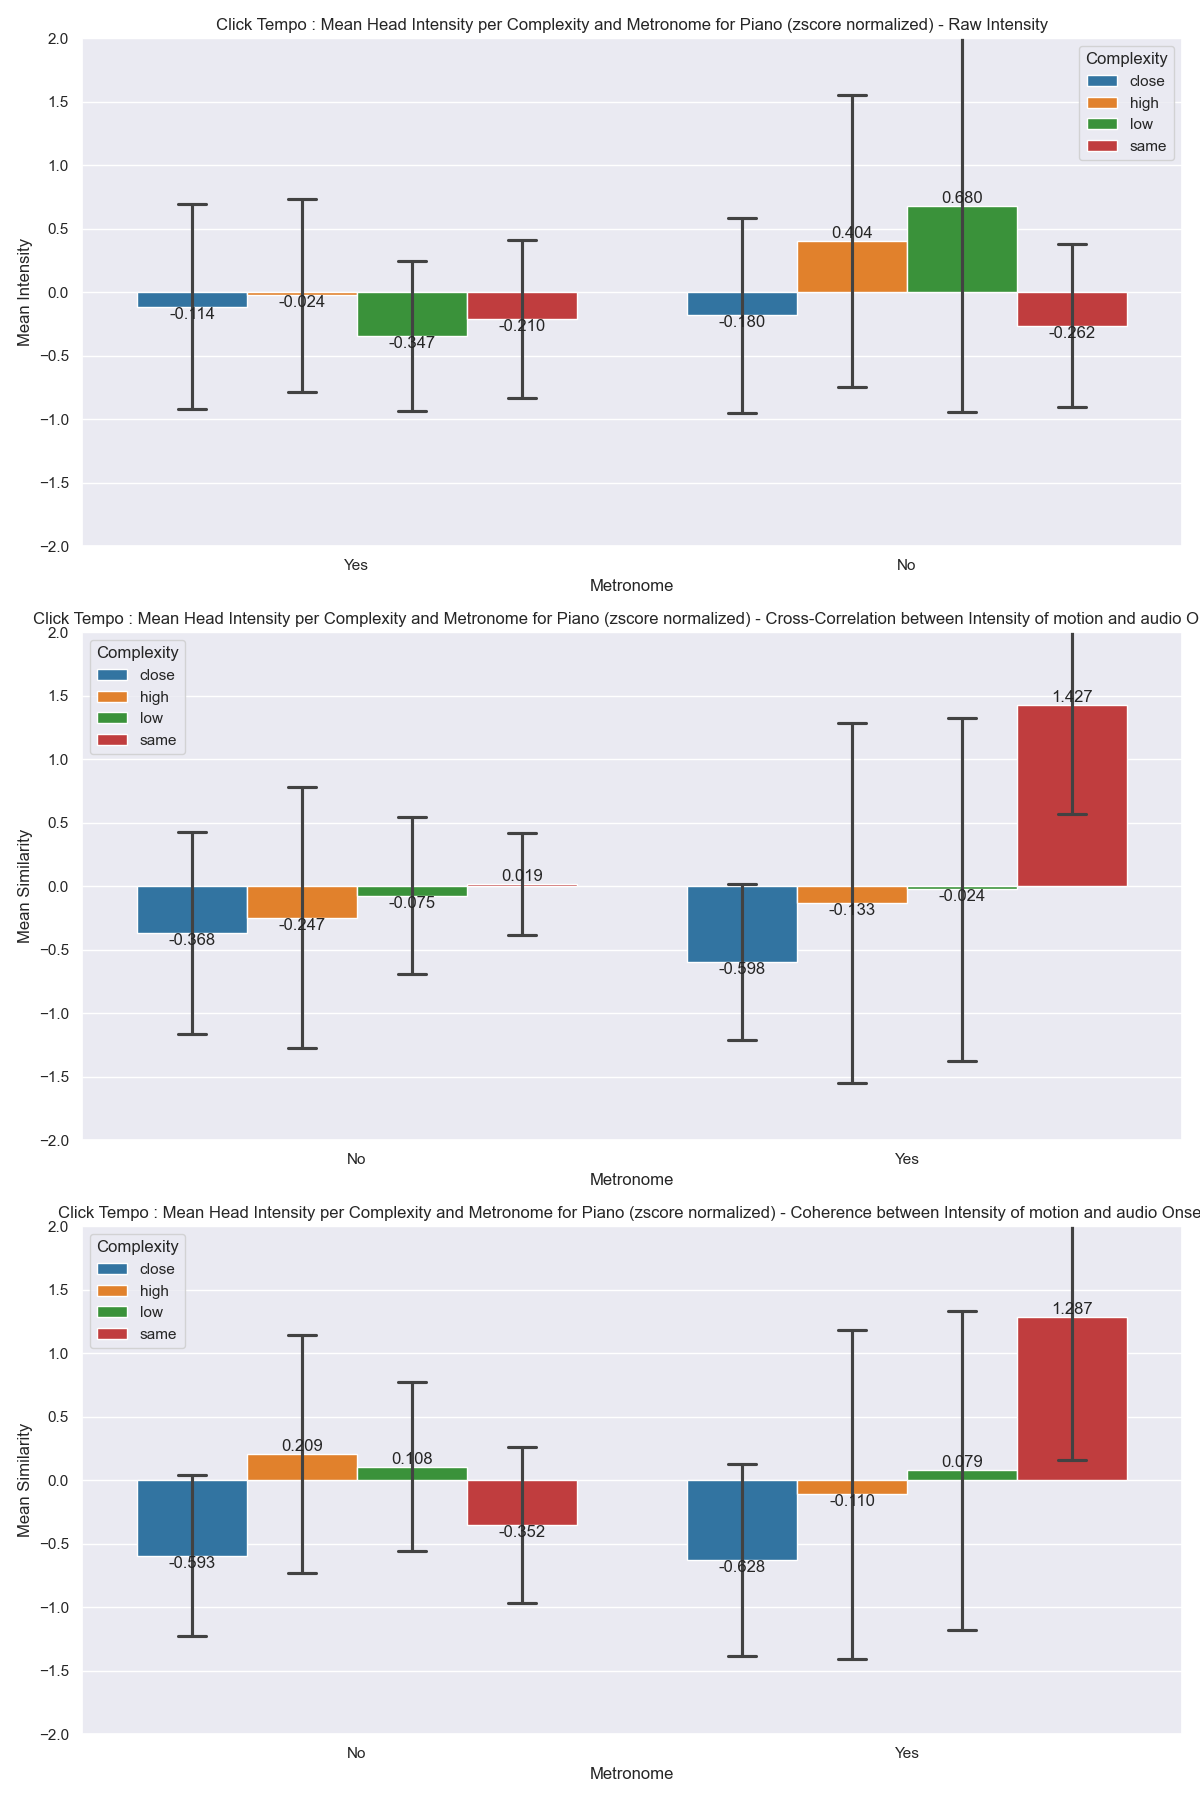 Click Tempo : Mean Head Intensity per Complexity and Metronome for Piano (zscore normalized) - Raw Intensity
2.0
1.5
1.0
0.5
0.0
−0.5
−1.0
−1.5
−2.0
Mean Intensity
Complexity
close
high
low
same
-0.114
-0.024
-0.347
-0.210
-0.180
0.404
0.680
-0.262
Yes
No
Metronome
Click Tempo : Mean Head Intensity per Complexity and Metronome for Piano (zscore normalized) - Cross-Correlation between Intensity of motion and audio O
2.0
1.5
1.0
0.5
0.0
−0.5
−1.0
−1.5
−2.0
Mean Similarity
Complexity
close
high
low
same
-0.368
-0.247
-0.075
0.019
-0.598
-0.133
-0.024
1.427
No
Yes
Metronome
Click Tempo : Mean Head Intensity per Complexity and Metronome for Piano (zscore normalized) - Coherence between Intensity of motion and audio Onse
2.0
1.5
1.0
0.5
0.0
−0.5
−1.0
−1.5
−2.0
Mean Similarity
Complexity
close
high
low
same
-0.593
0.209
0.108
-0.352
-0.628
-0.110
0.079
1.287
No
Yes
Metronome